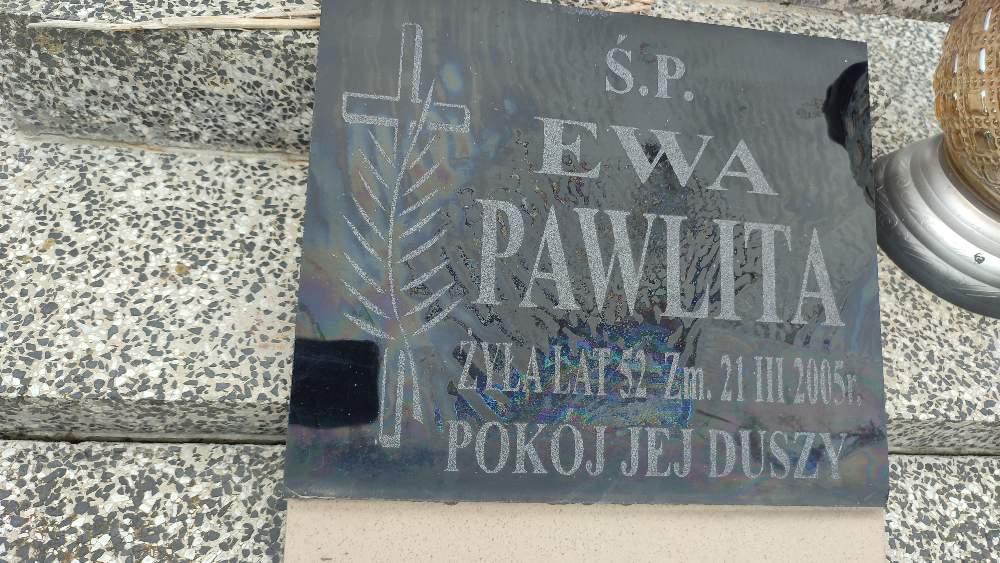 Ś.P.
EWA
PAWLITA
ŻYŁA LAT 52 Zm. 21 III 2005r.
POKÓJ JEJ DUSZY